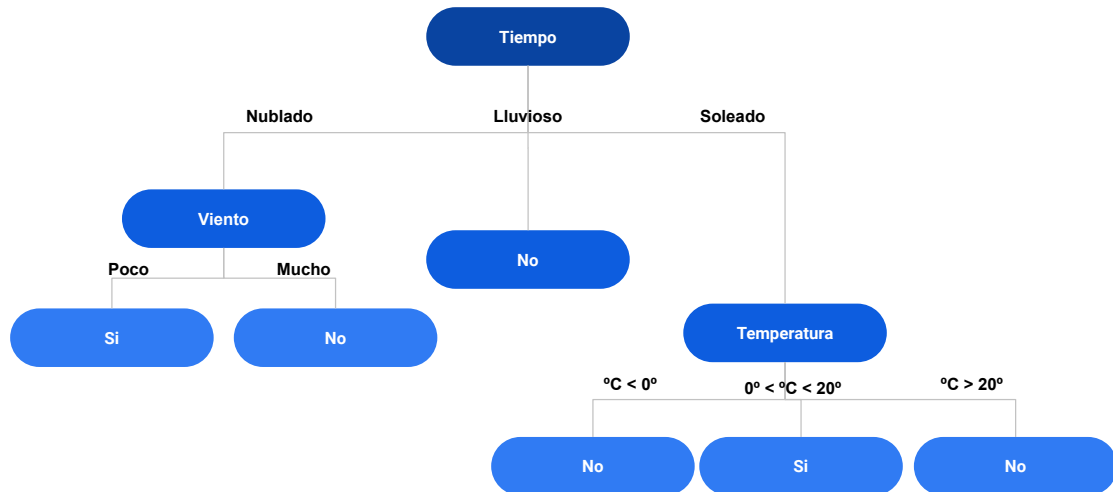 Tiempo
Nublado
Lluvioso
Soleado
Viento
No
Poco
Mucho
Si
No
Temperatura
ºC < 0º
0º < ºC < 20º
ºC > 20º
No
Si
No